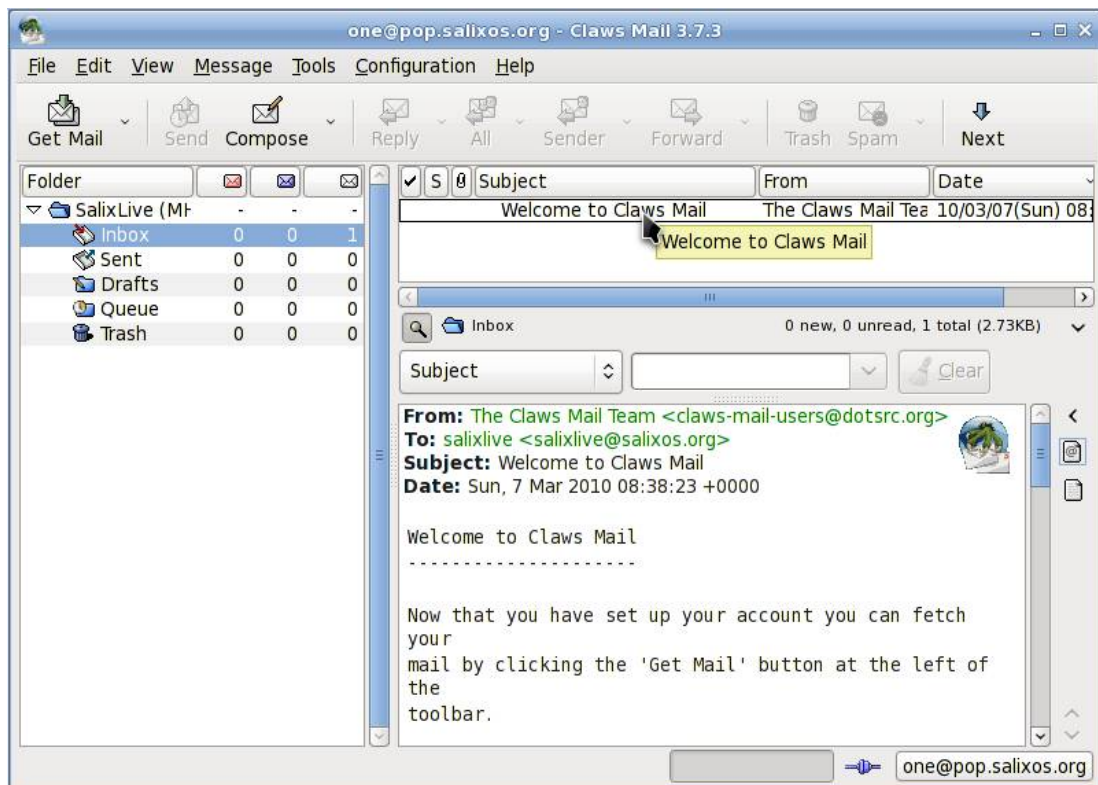 one@pop.salixos.org - Claws Mail 3.7.3
File Edit View Message Tools Configuration Help
Get Mail Send Compose Reply All Sender Forward Trash Spam Next
Folder
SalixLive (MH - - -
Inbox 0 0 1
Sent 0 0 0
Drafts 0 0 0
Queue 0 0 0
Trash 0 0 0
S Subject From Date
Welcome to Claws Mail The Claws Mail Tea 10/03/07(Sun) 08:
Welcome to Claws Mail
Inbox 0 new, 0 unread, 1 total (2.73KB)
Subject Clear
From: The Claws Mail Team <claws-mail-users@dotsrc.org>
To: salixlive <salixlive@salixos.org>
Subject: Welcome to Claws Mail
Date: Sun, 7 Mar 2010 08:38:23 +0000
Welcome to Claws Mail
---------------------
Now that you have set up your account you can fetch
your
mail by clicking the 'Get Mail' button at the left of
the
toolbar.
one@pop.salixos.org